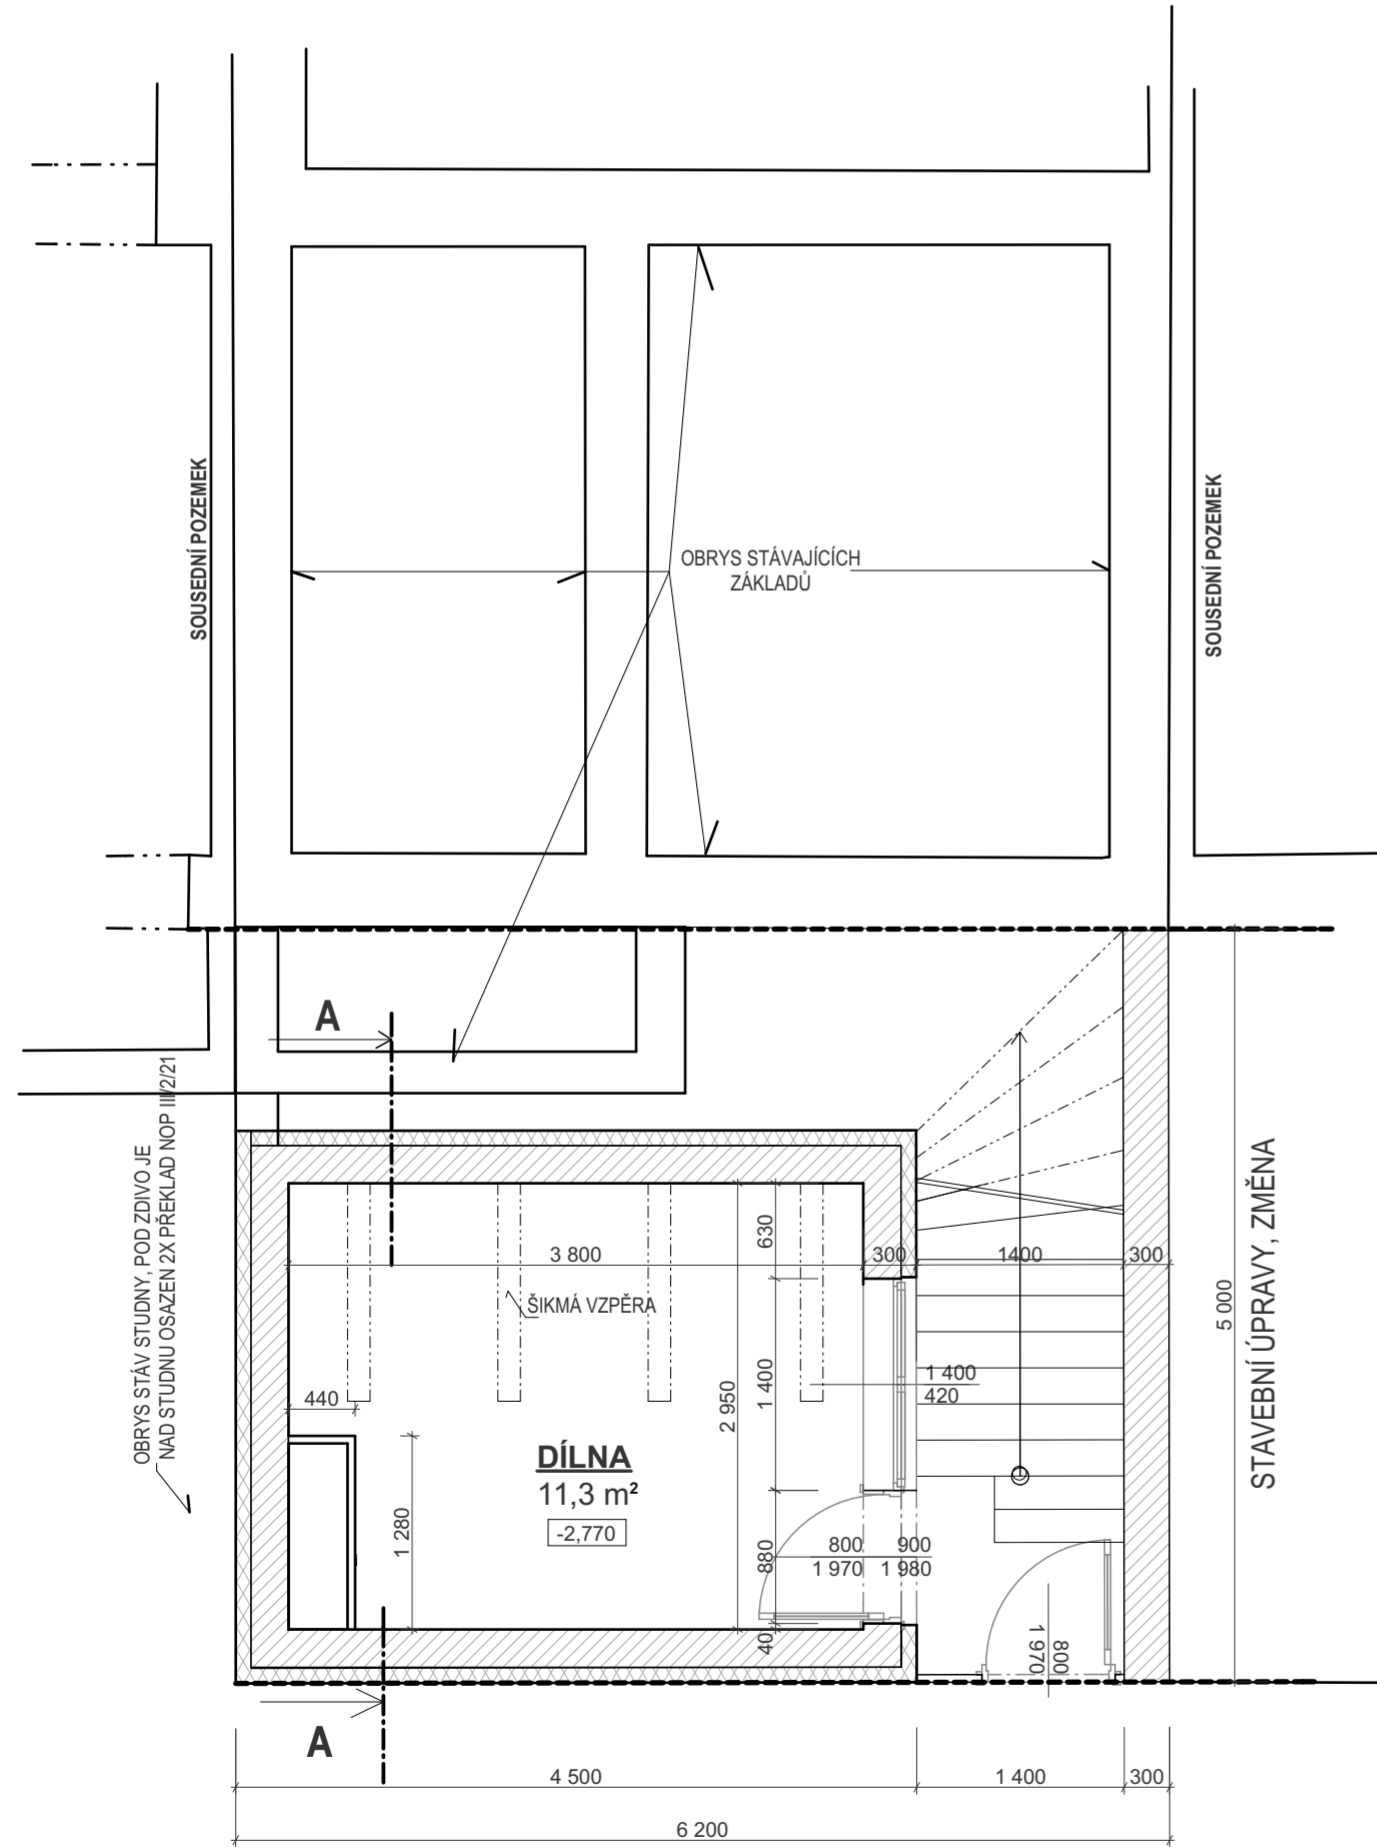 SOUSEDNÍ POZEMEK
SOUSEDNÍ POZEMEK
OBRYS STÁVAJÍCÍCH
ZÁKLADŮ
A
OBRYS STÁV STUDNY, POD ZDIVO JE
NAD STUDNU OSAZEN 2X PŘEKLAD NOP III/2/21
630
3 800
300
1400
300
ŠIKMÁ VZPĚRA
5 000
STAVEBNÍ ÚPRAVY, ZMĚNA
440
2 950
1 400
1 400
420
DÍLNA
11,3 m²
-2,770
1 280
880
800
1 970
900
1 980
40
800
1 970
A
4 500
1 400
300
6 200